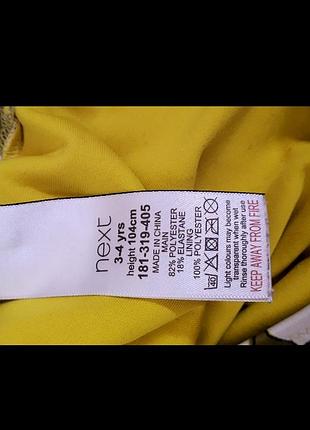 next
3-4 yrs
height 104cm
181-319-405
MADE IN CHINA
MAIN
82% POLYESTER
18% ELASTANE
LINING
100% POLYESTER
Light colours may become
transparent when wet.
Rinse thoroughly after use.
KEEP AWAY FROM FIRE